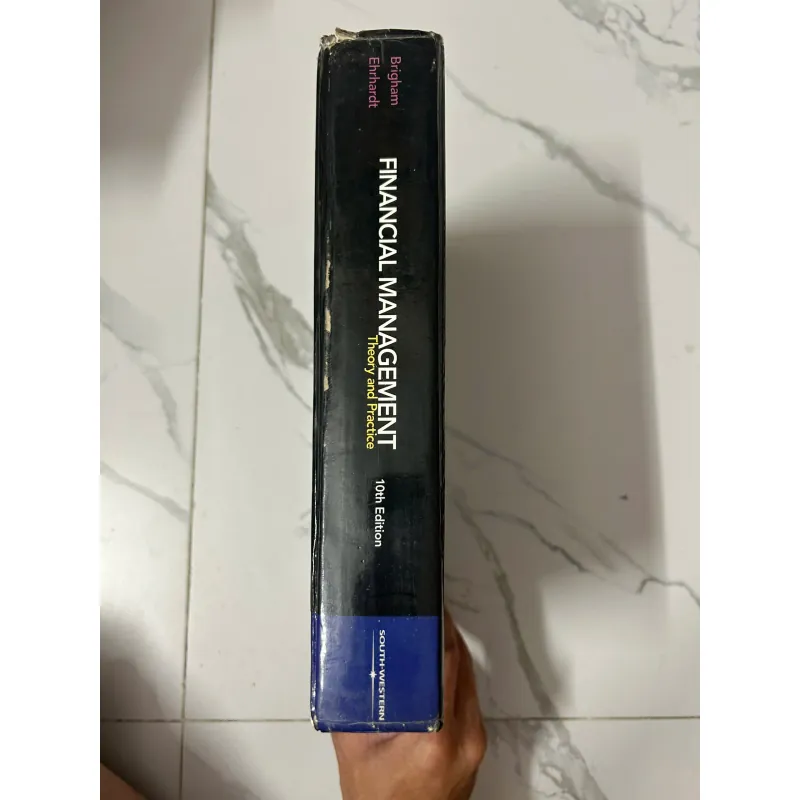 Brigham
Ehrhardt
FINANCIAL MANAGEMENT
Theory and Practice
10th Edition
SOUTH-WESTERN